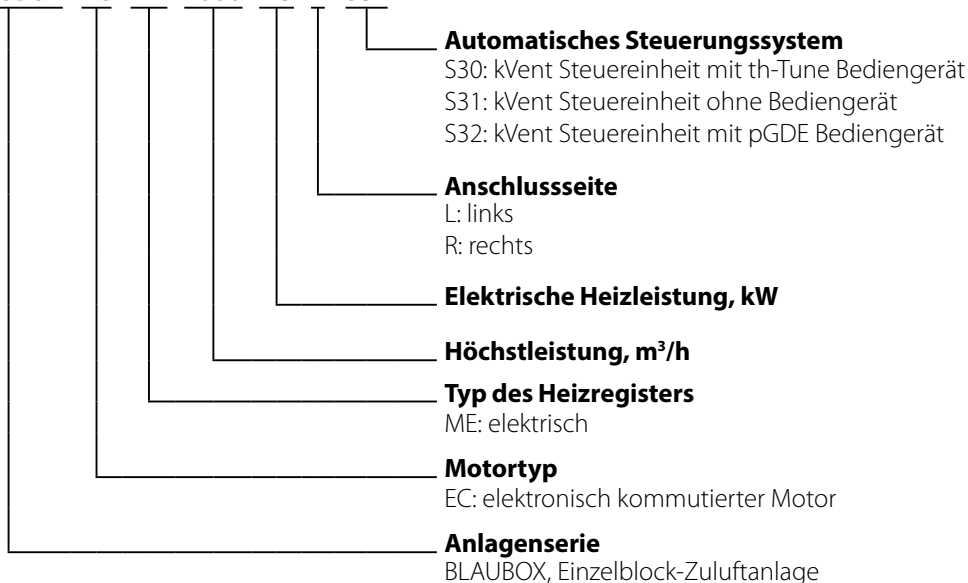 Automatisches Steuerungssystem
S30: kVent Steuereinheit mit th-Tune Bediengerät
S31: kVent Steuereinheit ohne Bediengerät
S32: kVent Steuereinheit mit pGDE Bediengerät
Anschlussseite
L: links
R: rechts
Elektrische Heizleistung, kW
Höchstleistung, m³/h
Typ des Heizregisters
ME: elektrisch
Motortyp
EC: elektronisch kommutierter Motor
Anlagenserie
BLAUBOX, Einzelblock-Zuluftanlage